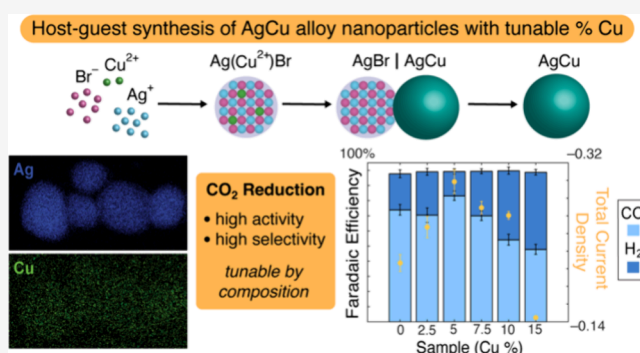 Host-guest synthesis of AgCu alloy nanoparticles with tunable % Cu
Br⁻ Cu²⁺
Ag⁺
Ag(Cu²⁺)Br
AgBr | AgCu
AgCu
Ag
Cu
CO₂ Reduction
• high activity
• high selectivity
tunable by
composition
100%
Faradaic Efficiency
0 2.5 5 7.5 10 15
Sample (Cu %)
−0.32
−0.14
Total Current
Density
CO
H₂